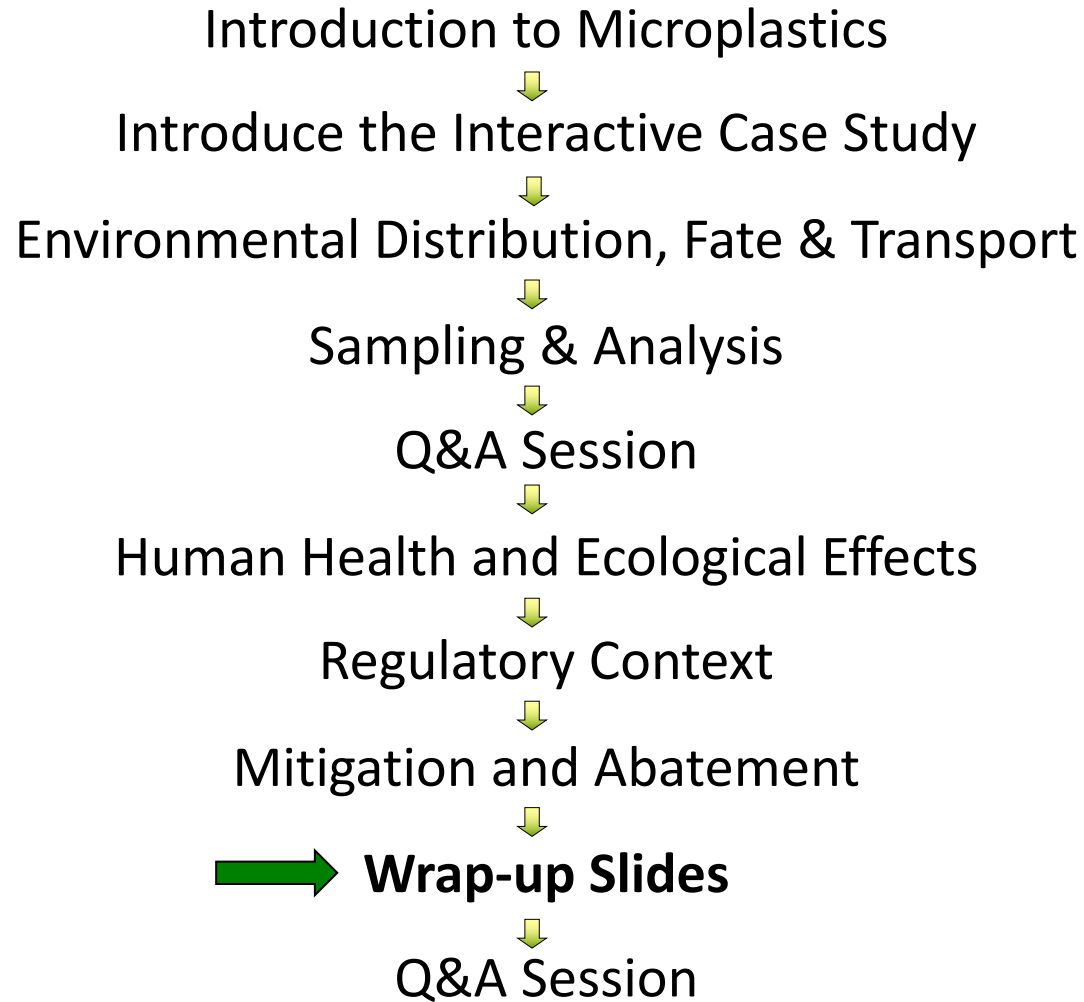 Introduction to Microplastics
Introduce the Interactive Case Study
Environmental Distribution, Fate & Transport
Sampling & Analysis
Q&A Session
Human Health and Ecological Effects
Regulatory Context
Mitigation and Abatement
Wrap-up Slides
Q&A Session